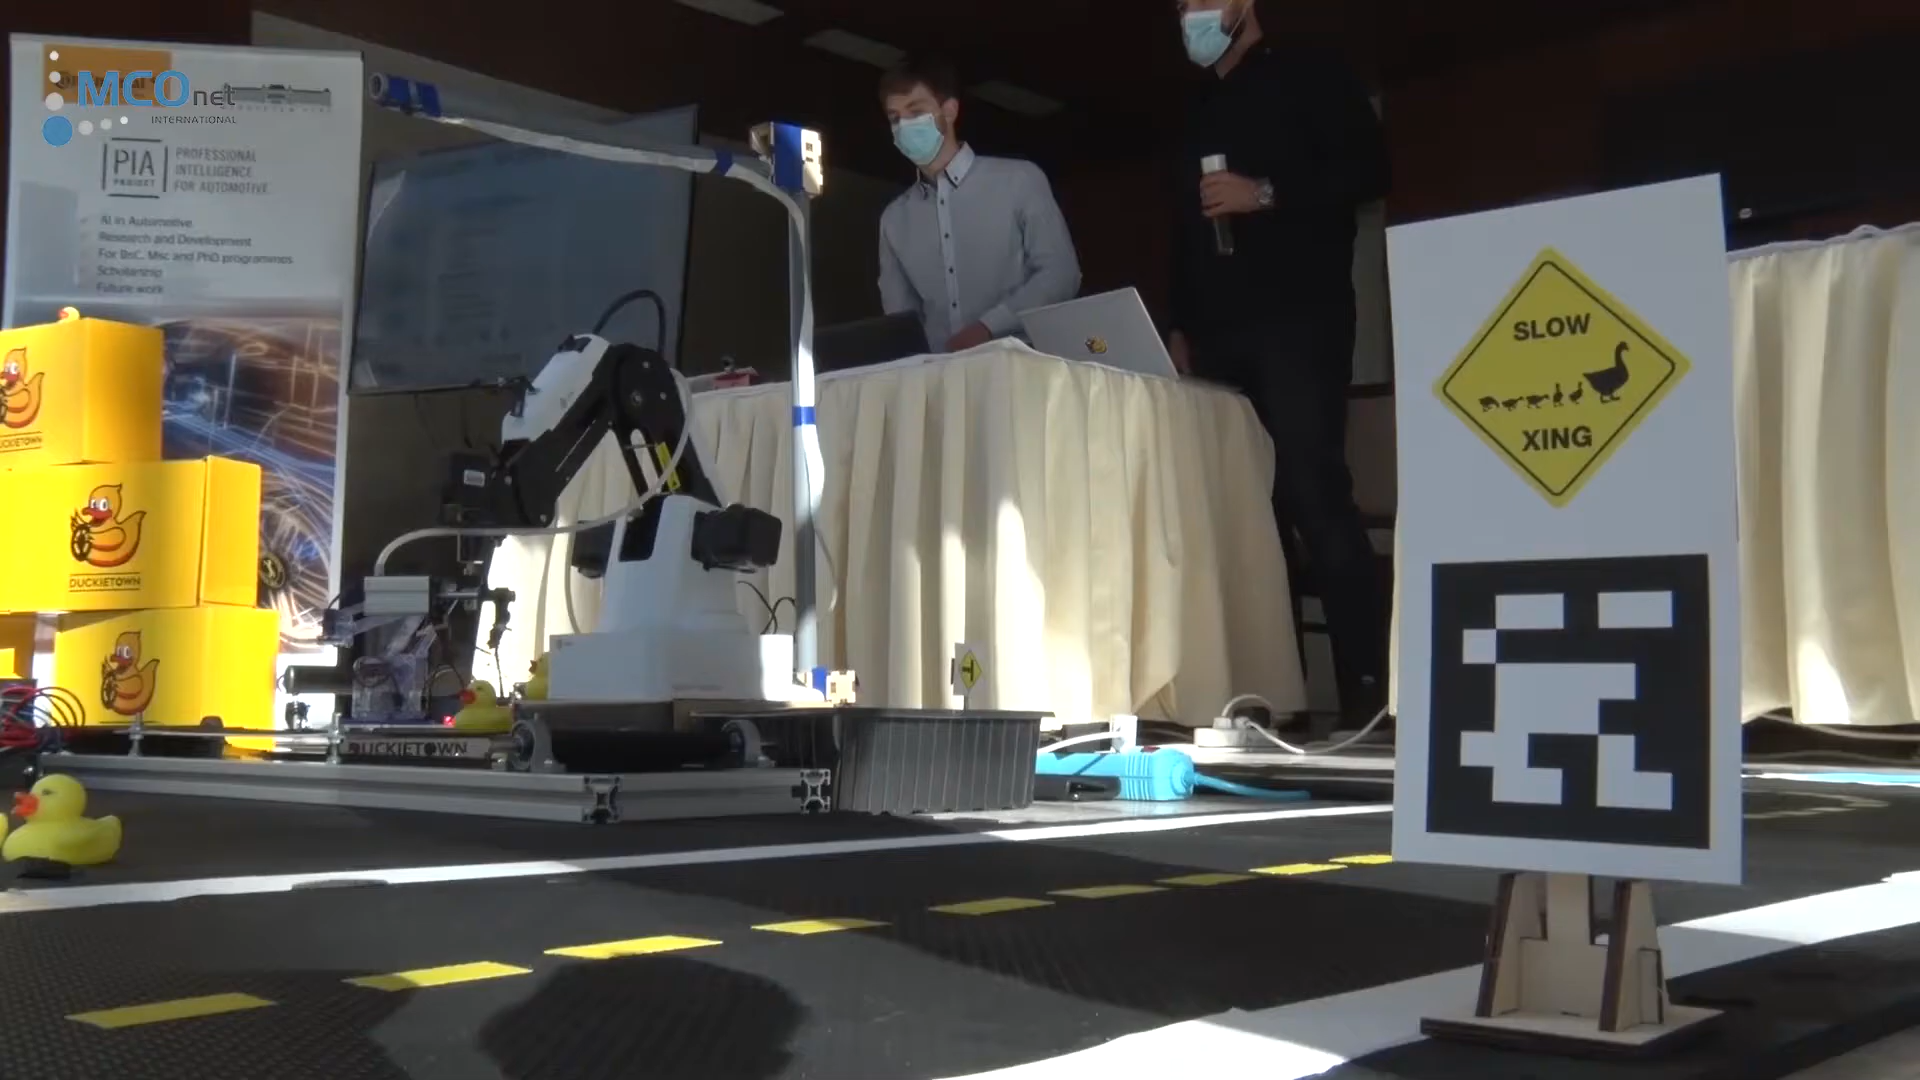 MCOnet
INTERNATIONAL
PIA
PROJECT
PROFESSIONAL
INTELLIGENCE
FOR AUTOMOTIVE
AI in Automotive
Research and Development
For BsC, Msc and PhD programmes
Scholarship
Future work
DUCKIETOWN
DUCKIETOWN
DUCKIETOWN
SLOW
XING